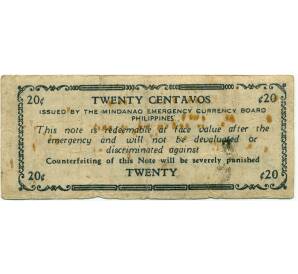 20¢ TWENTY CENTAVOS ¢20
ISSUED BY THE MINDANAO EMERGENCY CURRENCY BOARD
PHILIPPINES
This note is redeemable at face value after the
emergency and will not be devaluated or
discriminated against
Counterfeiting of this Note will be severely punished
20¢ TWENTY ¢20